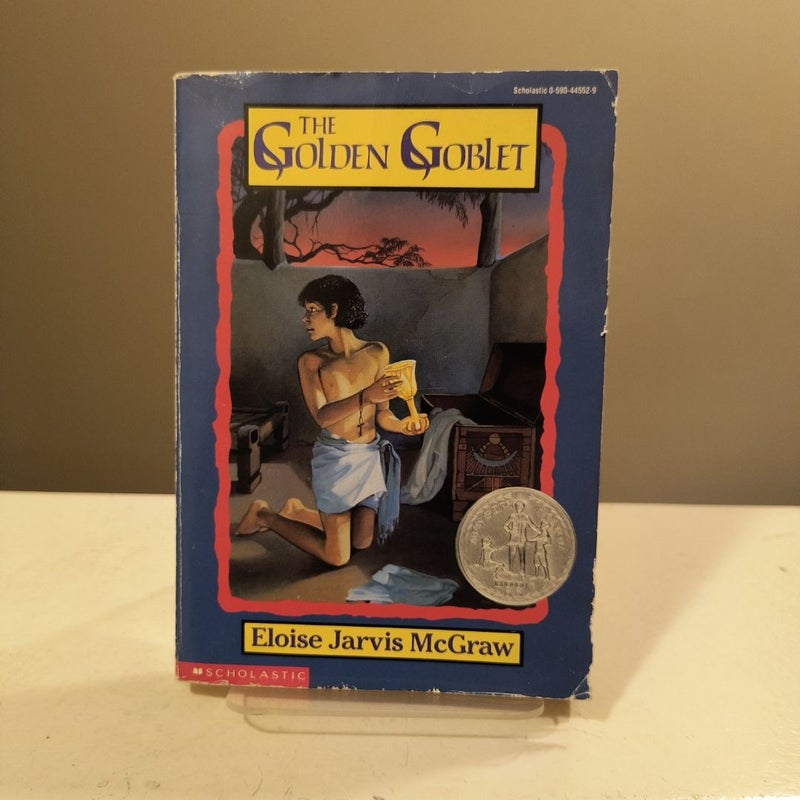 Scholastic 0-590-44552-9
THE
GOLDEN GOBLET
Eloise Jarvis McGraw
SCHOLASTIC